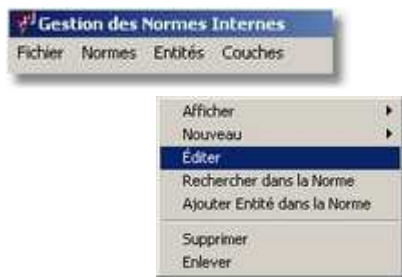 Gestion des Normes Internes
Fichier Normes Entités Couches
Afficher
Nouveau
Éditer
Rechercher dans la Norme
Ajouter Entité dans la Norme
Supprimer
Enlever